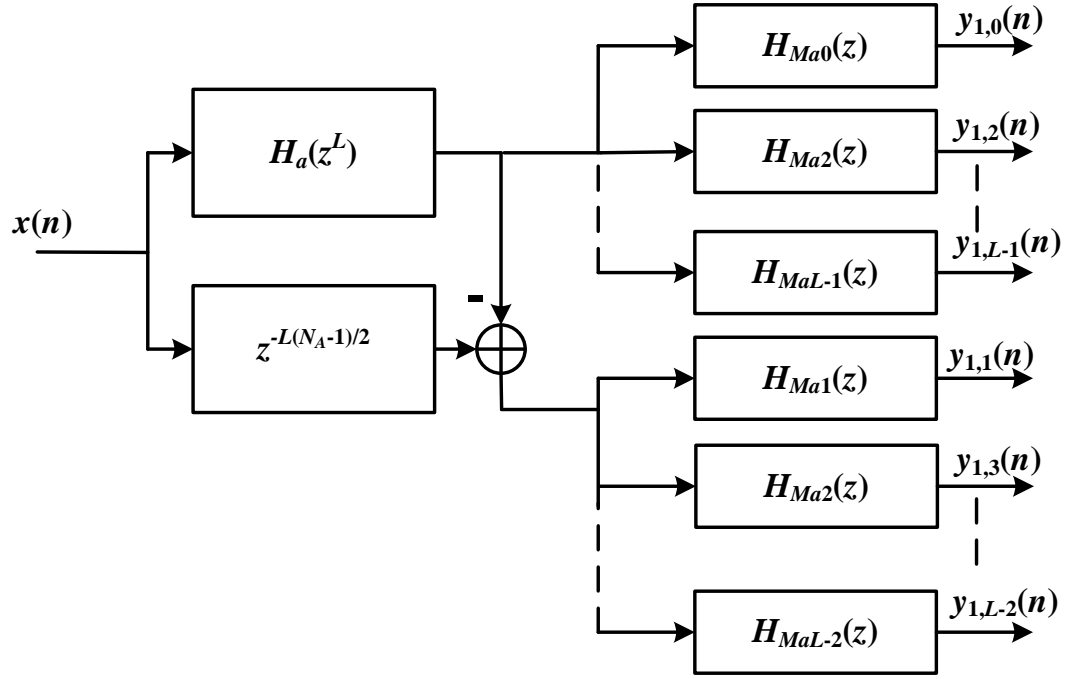 x(n)
H_a(z^L)
z^{-L(N_A-1)/2}
-
H_{Ma0}(z)
y_{1,0}(n)
H_{Ma2}(z)
y_{1,2}(n)
H_{MaL-1}(z)
y_{1,L-1}(n)
H_{Ma1}(z)
y_{1,1}(n)
H_{Ma2}(z)
y_{1,3}(n)
H_{MaL-2}(z)
y_{1,L-2}(n)